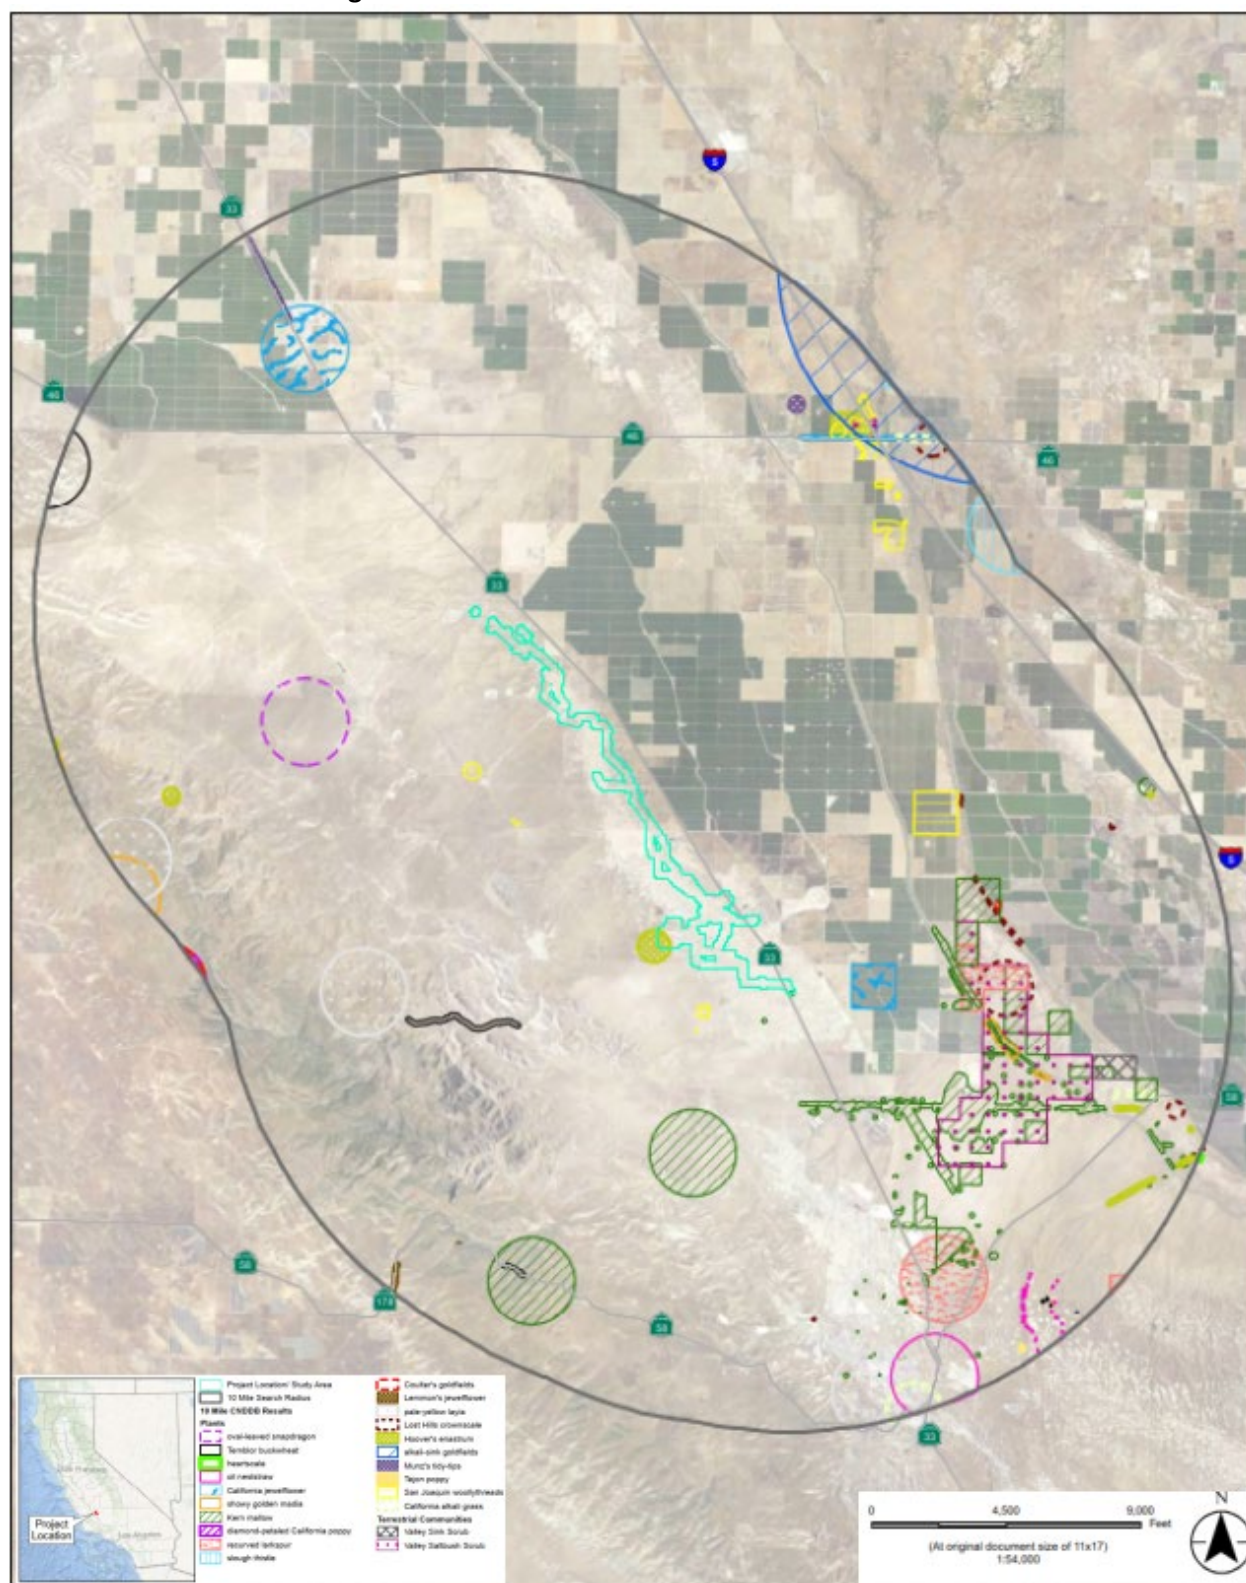 5
33
46
46
46
33
5
33
58
58
178
58
33
Project Location/ Study Area
10 Mile Search Radius
10 Mile CNDDB Results
Plants
oval-leaved snapdragon
Temblor buckwheat
heartscale
oil neststraw
California jewelflower
showy golden madia
Kern mallow
diamond-petaled California poppy
recurved larkspur
slough thistle
Coulter's goldfields
Lemmon's jewelflower
pale-yellow layia
Lost Hills crownscale
Hoover's eriastrum
alkali-sink goldfields
Munz's tidy-tips
Tejon poppy
San Joaquin woollythreads
California alkali grass
Terrestrial Communities
Valley Sink Scrub
Valley Saltbush Scrub
San Francisco
Los Angeles
Project
Location
0 4,500 9,000
Feet
(At original document size of 11x17)
1:54,000
N